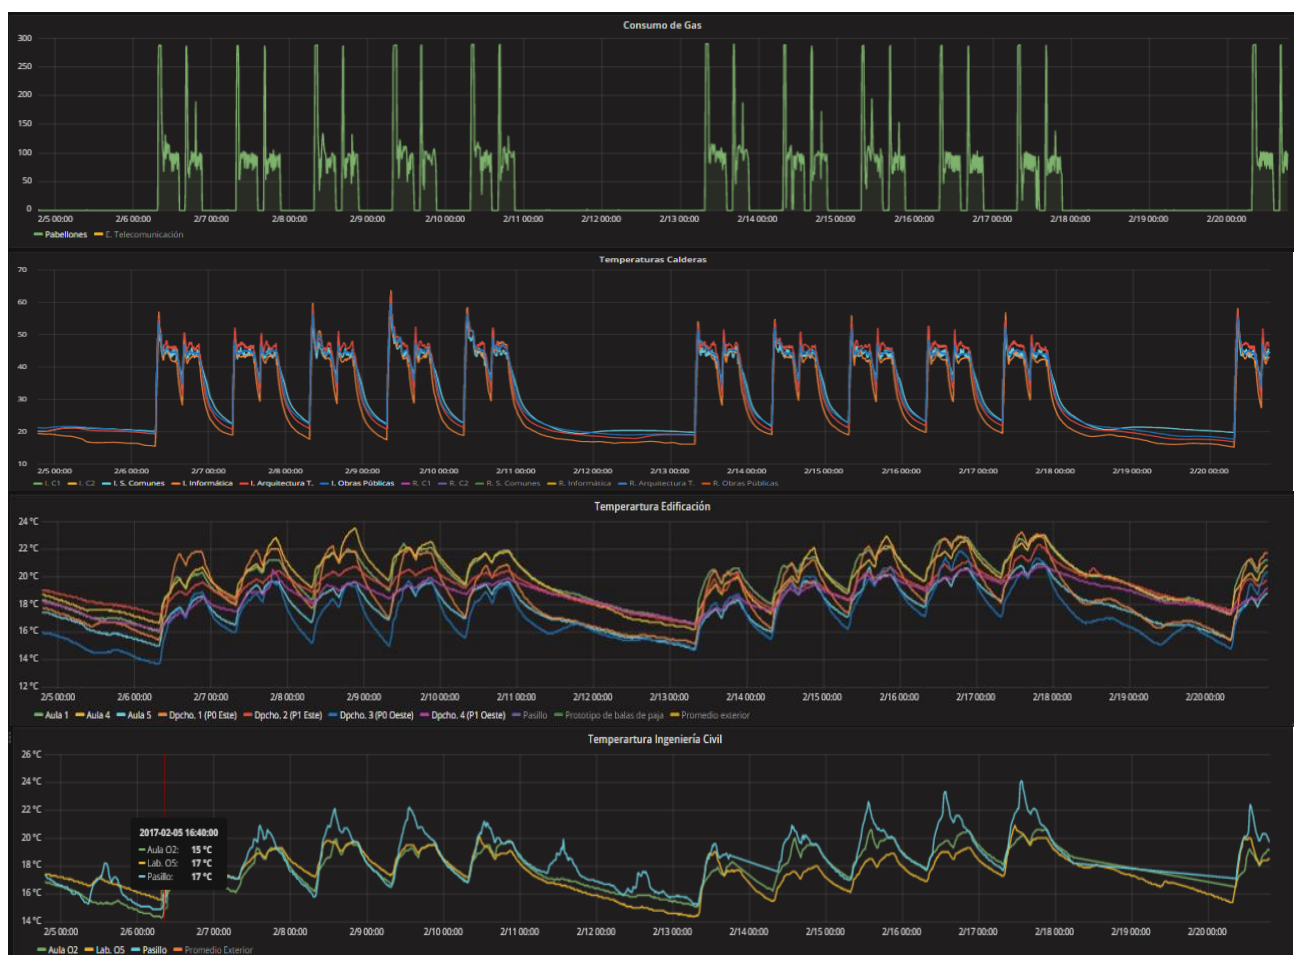 Consumo de Gas
300
250
200
150
100
50
0
2/5 00:00 2/6 00:00 2/7 00:00 2/8 00:00 2/9 00:00 2/10 00:00 2/11 00:00 2/12 00:00 2/13 00:00 2/14 00:00 2/15 00:00 2/16 00:00 2/17 00:00 2/18 00:00 2/19 00:00 2/20 00:00
Pabellones E. Telecomunicación
Temperaturas Calderas
70
60
50
40
30
20
10
2/5 00:00 2/6 00:00 2/7 00:00 2/8 00:00 2/9 00:00 2/10 00:00 2/11 00:00 2/12 00:00 2/13 00:00 2/14 00:00 2/15 00:00 2/16 00:00 2/17 00:00 2/18 00:00 2/19 00:00 2/20 00:00
I. C1 I. C2 I. S. Comunes I. Informática I. Arquitectura T. I. Obras Públicas R. C1 R. C2 R. S. Comunes R. Informática R. Arquitectura T. R. Obras Públicas
Temperartura Edificación
24 °C
22 °C
20 °C
18 °C
16 °C
14 °C
12 °C
2/5 00:00 2/6 00:00 2/7 00:00 2/8 00:00 2/9 00:00 2/10 00:00 2/11 00:00 2/12 00:00 2/13 00:00 2/14 00:00 2/15 00:00 2/16 00:00 2/17 00:00 2/18 00:00 2/19 00:00 2/20 00:00
Aula 1 Aula 4 Aula 5 Dpcho. 1 (P0 Este) Dpcho. 2 (P1 Este) Dpcho. 3 (P0 Oeste) Dpcho. 4 (P1 Oeste) Pasillo Prototipo de balas de paja Promedio exterior
Temperartura Ingeniería Civil
26 °C
24 °C
22 °C
20 °C
18 °C
16 °C
14 °C
2017-02-05 16:40:00
Aula O2: 15 °C
Lab. O5: 17 °C
Pasillo: 17 °C
2/5 00:00 2/6 00:00 2/7 00:00 2/8 00:00 2/9 00:00 2/10 00:00 2/11 00:00 2/12 00:00 2/13 00:00 2/14 00:00 2/15 00:00 2/16 00:00 2/17 00:00 2/18 00:00 2/19 00:00 2/20 00:00
Aula O2 Lab. O5 Pasillo Promedio Exterior